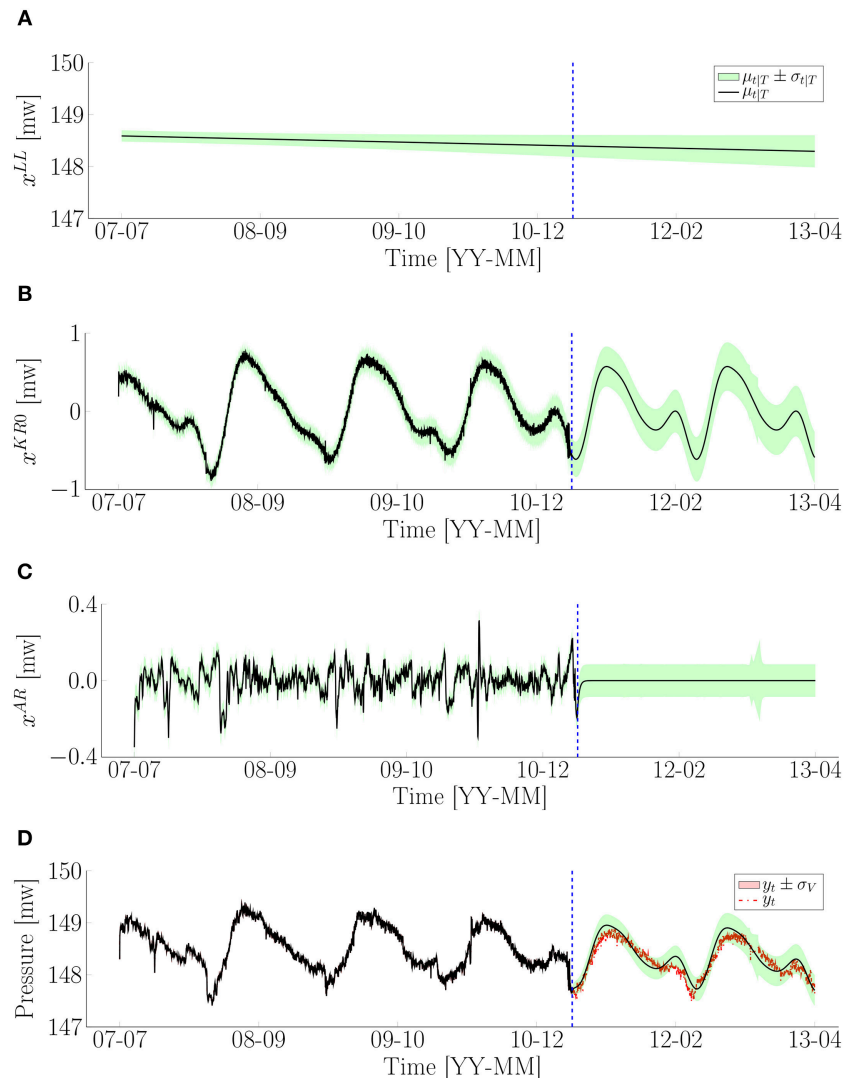 A
150
149
148
147
x^{LL} [mw]
μ_{t|T} ± σ_{t|T}
μ_{t|T}
07-07 08-09 09-10 10-12 12-02 13-04
Time [YY-MM]
B
1
0
−1
x^{KR0} [mw]
07-07 08-09 09-10 10-12 12-02 13-04
Time [YY-MM]
C
0.4
0.0
−0.4
x^{AR} [mw]
07-07 08-09 09-10 10-12 12-02 13-04
Time [YY-MM]
D
150
149
148
147
Pressure [mw]
y_t ± σ_V
y_t
07-07 08-09 09-10 10-12 12-02 13-04
Time [YY-MM]